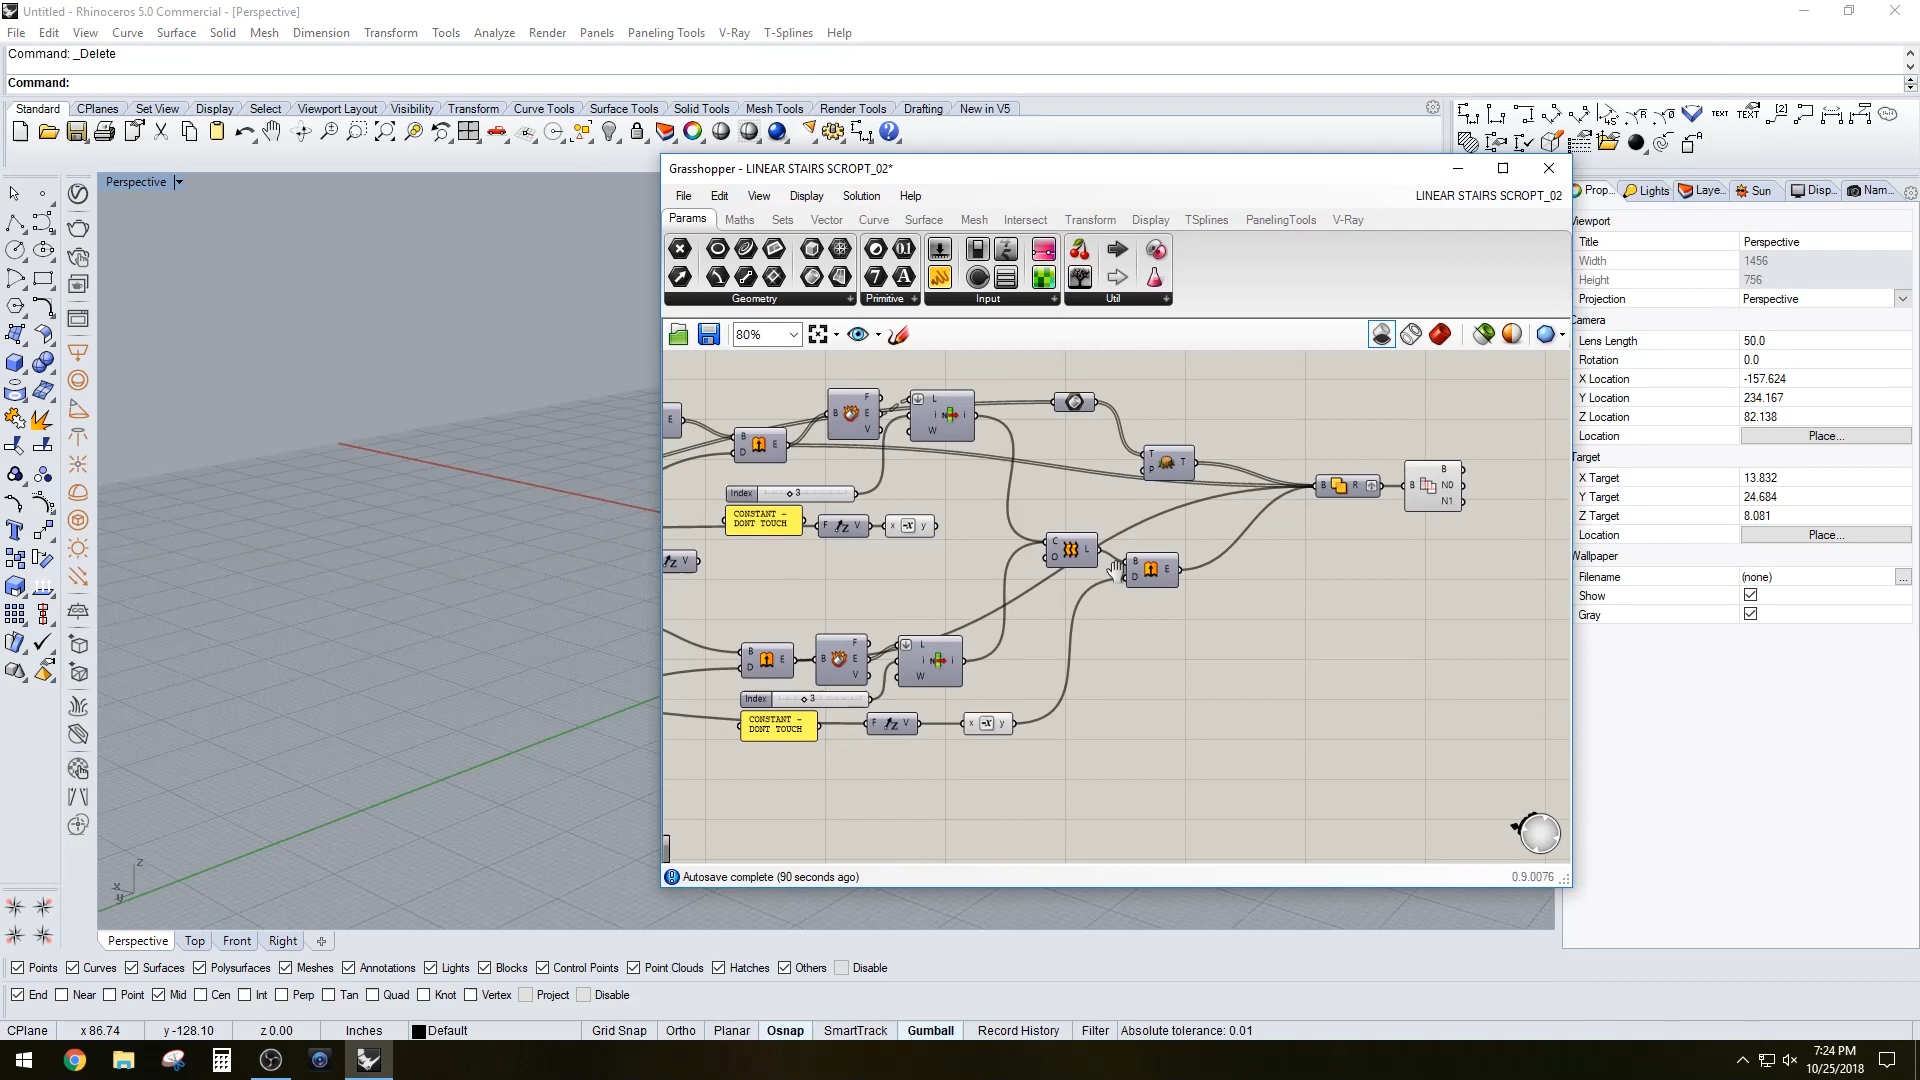 Untitled - Rhinoceros 5.0 Commercial - [Perspective]
File Edit View Curve Surface Solid Mesh Dimension Transform Tools Analyze Render Panels Paneling Tools V-Ray T-Splines Help
Command: _Delete
Command:
Standard CPlanes Set View Display Select Viewport Layout Visibility Transform Curve Tools Surface Tools Solid Tools Mesh Tools Render Tools Drafting New in V5
Perspective
Grasshopper - LINEAR STAIRS SCROPT_02*
File Edit View Display Solution Help LINEAR STAIRS SCROPT_02
Params Maths Sets Vector Curve Surface Mesh Intersect Transform Display TSplines PanelingTools V-Ray
Geometry Primitive Input Util
80%
F
B E
V
L
i i
W
E
B E
D
T T
P
B R
B
B N0
N1
Index 3
CONSTANT -
DONT TOUCH
F V x -x y
V
C L
O
B E
D
B E
D
F
B E
V
L
i i
W
Index 3
CONSTANT -
DONT TOUCH
F V x -x y
Autosave complete (90 seconds ago) 0.9.0076
Prop... Lights Laye... Sun Disp... Nam...
Viewport
Title Perspective
Width 1456
Height 756
Projection Perspective
Camera
Lens Length 50.0
Rotation 0.0
X Location -157.624
Y Location 234.167
Z Location 82.138
Location Place...
Target
X Target 13.832
Y Target 24.684
Z Target 8.081
Location Place...
Wallpaper
Filename (none) ...
Show
Gray
z
x
y
Perspective Top Front Right
Points Curves Surfaces Polysurfaces Meshes Annotations Lights Blocks Control Points Point Clouds Hatches Others Disable
End Near Point Mid Cen Int Perp Tan Quad Knot Vertex Project Disable
CPlane x 86.74 y -128.10 z 0.00 Inches Default Grid Snap Ortho Planar Osnap SmartTrack Gumball Record History Filter Absolute tolerance: 0.01
7:24 PM
10/25/2018